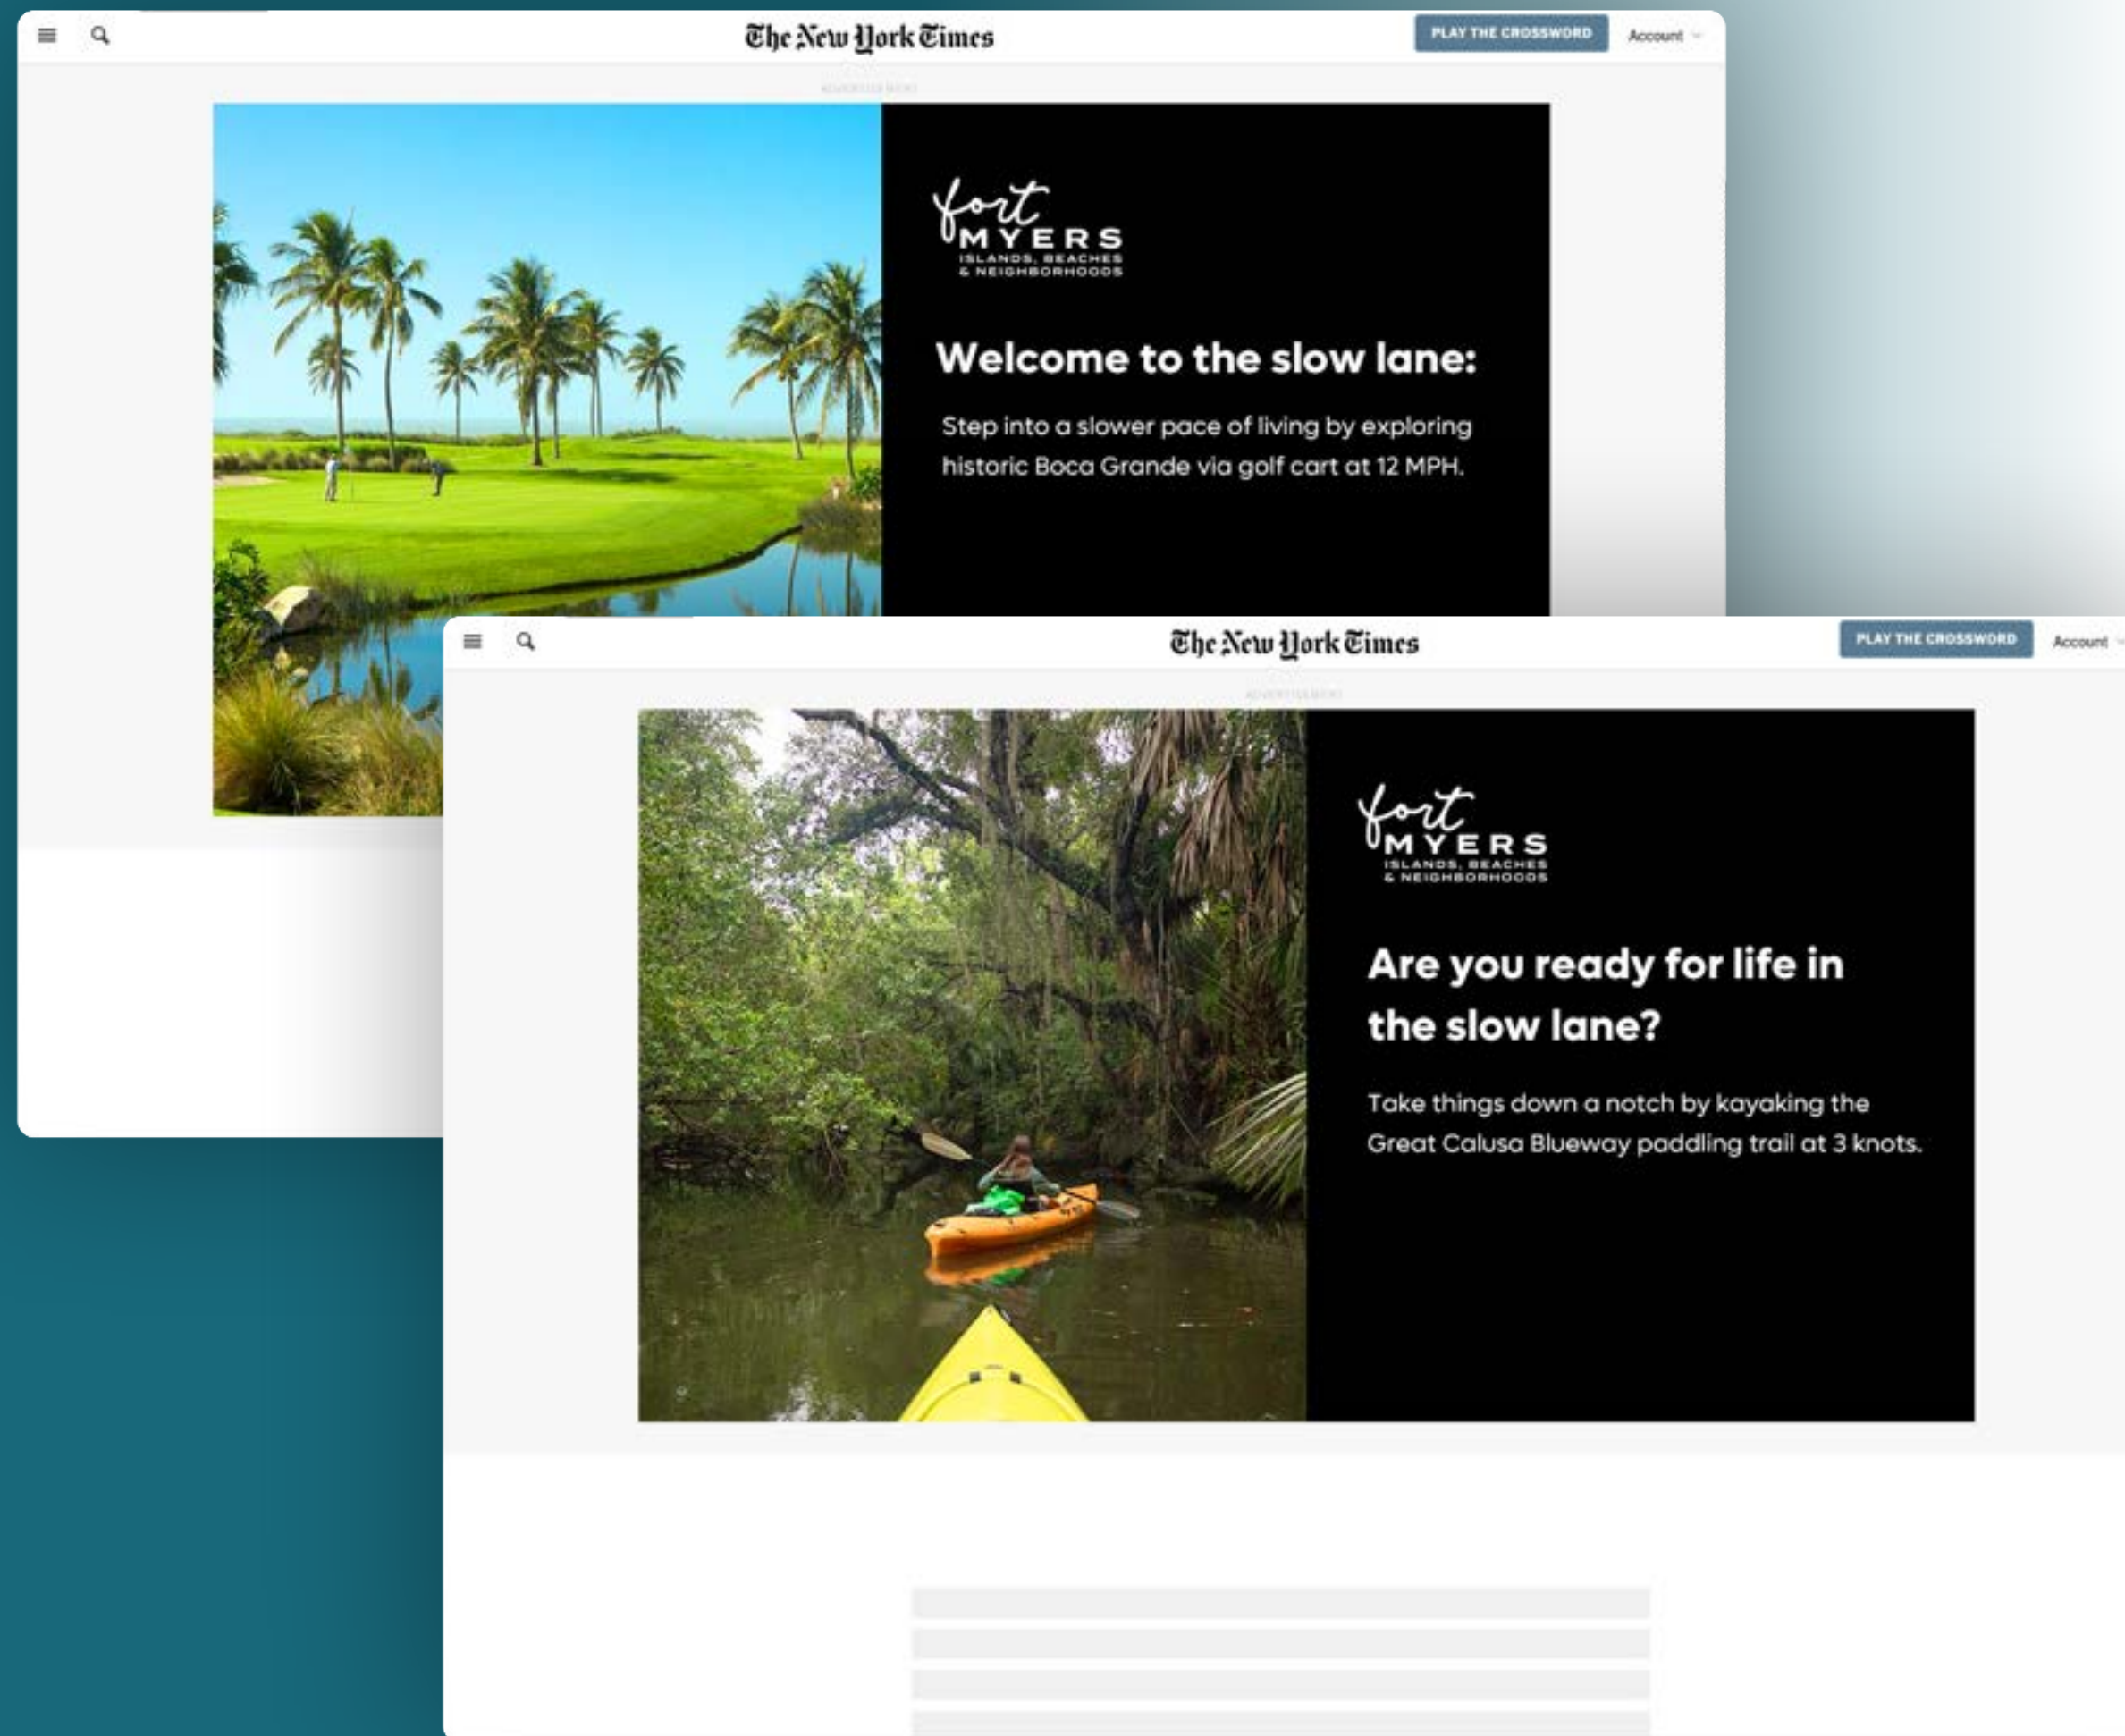 The New York Times
PLAY THE CROSSWORD
Account
ADVERTISEMENT
fort
MYERS
ISLANDS, BEACHES
& NEIGHBORHOODS
Welcome to the slow lane:
Step into a slower pace of living by exploring
historic Boca Grande via golf cart at 12 MPH.
The New York Times
PLAY THE CROSSWORD
Account
ADVERTISEMENT
fort
MYERS
ISLANDS, BEACHES
& NEIGHBORHOODS
Are you ready for life in
the slow lane?
Take things down a notch by kayaking the
Great Calusa Blueway paddling trail at 3 knots.